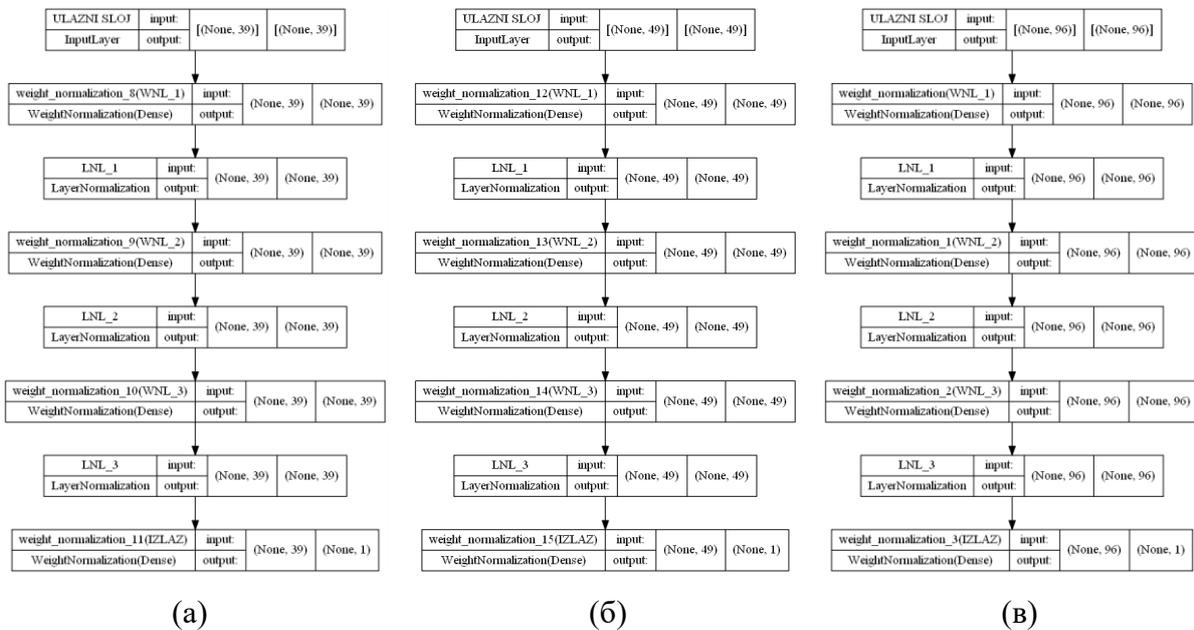 ULAZNI SLOJ input: [(None, 39)] [(None, 39)]
InputLayer output:
weight_normalization_8(WNL_1) input: (None, 39) (None, 39)
WeightNormalization(Dense) output:
LNL_1 input: (None, 39) (None, 39)
LayerNormalization output:
weight_normalization_9(WNL_2) input: (None, 39) (None, 39)
WeightNormalization(Dense) output:
LNL_2 input: (None, 39) (None, 39)
LayerNormalization output:
weight_normalization_10(WNL_3) input: (None, 39) (None, 39)
WeightNormalization(Dense) output:
LNL_3 input: (None, 39) (None, 39)
LayerNormalization output:
weight_normalization_11(IZLAZ) input: (None, 39) (None, 1)
WeightNormalization(Dense) output:
(а)
ULAZNI SLOJ input: [(None, 49)] [(None, 49)]
InputLayer output:
weight_normalization_12(WNL_1) input: (None, 49) (None, 49)
WeightNormalization(Dense) output:
LNL_1 input: (None, 49) (None, 49)
LayerNormalization output:
weight_normalization_13(WNL_2) input: (None, 49) (None, 49)
WeightNormalization(Dense) output:
LNL_2 input: (None, 49) (None, 49)
LayerNormalization output:
weight_normalization_14(WNL_3) input: (None, 49) (None, 49)
WeightNormalization(Dense) output:
LNL_3 input: (None, 49) (None, 49)
LayerNormalization output:
weight_normalization_15(IZLAZ) input: (None, 49) (None, 1)
WeightNormalization(Dense) output:
(б)
ULAZNI SLOJ input: [(None, 96)] [(None, 96)]
InputLayer output:
weight_normalization(WNL_1) input: (None, 96) (None, 96)
WeightNormalization(Dense) output:
LNL_1 input: (None, 96) (None, 96)
LayerNormalization output:
weight_normalization_1(WNL_2) input: (None, 96) (None, 96)
WeightNormalization(Dense) output:
LNL_2 input: (None, 96) (None, 96)
LayerNormalization output:
weight_normalization_2(WNL_3) input: (None, 96) (None, 96)
WeightNormalization(Dense) output:
LNL_3 input: (None, 96) (None, 96)
LayerNormalization output:
weight_normalization_3(IZLAZ) input: (None, 96) (None, 1)
WeightNormalization(Dense) output:
(в)